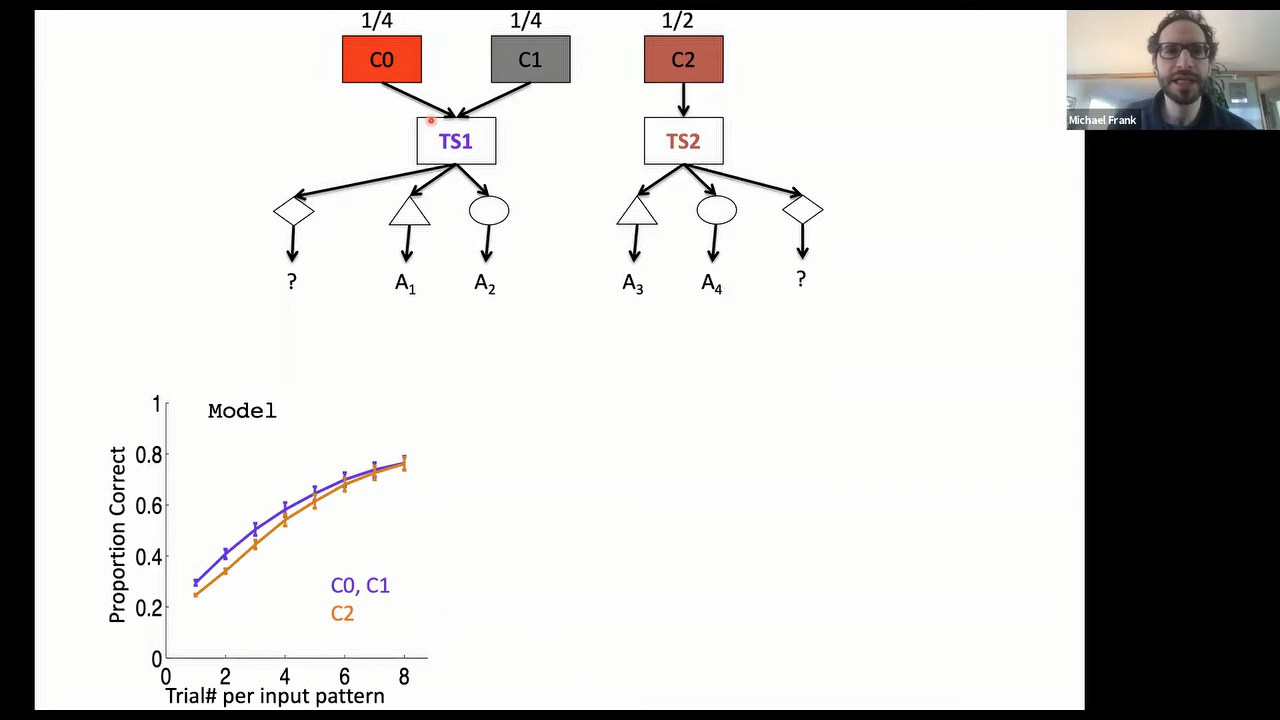 1/4 1/4 1/2
C0 C1 C2
Michael Frank
TS1 TS2
? A1 A2 A3 A4 ?
1
Model
0.8
0.6
0.4
0.2
0
Proportion Correct
C0, C1
C2
0 2 4 6 8
Trial# per input pattern